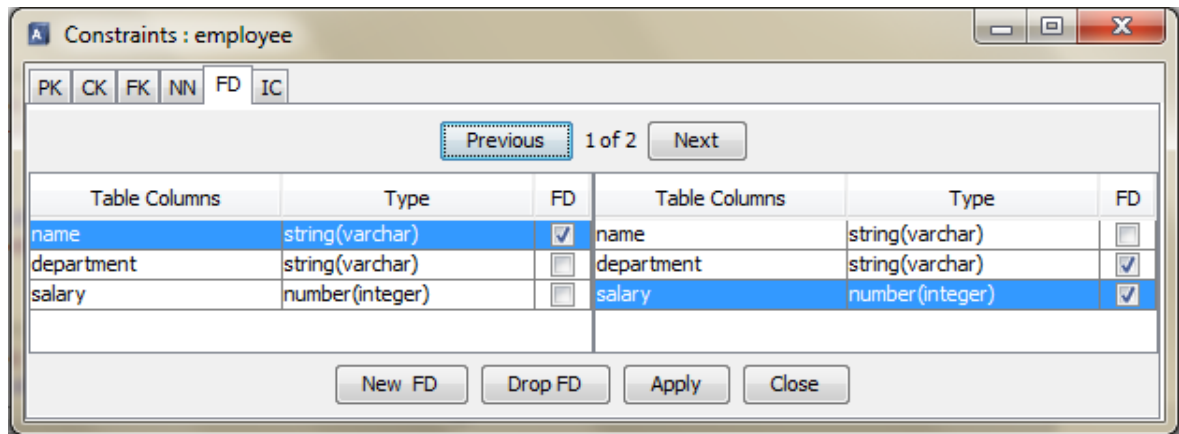 Constraints : employee
PK CK FK NN FD IC
Previous 1 of 2 Next
Table Columns Type FD Table Columns Type FD
name string(varchar) name string(varchar)
department string(varchar) department string(varchar)
salary number(integer) salary number(integer)
New FD Drop FD Apply Close